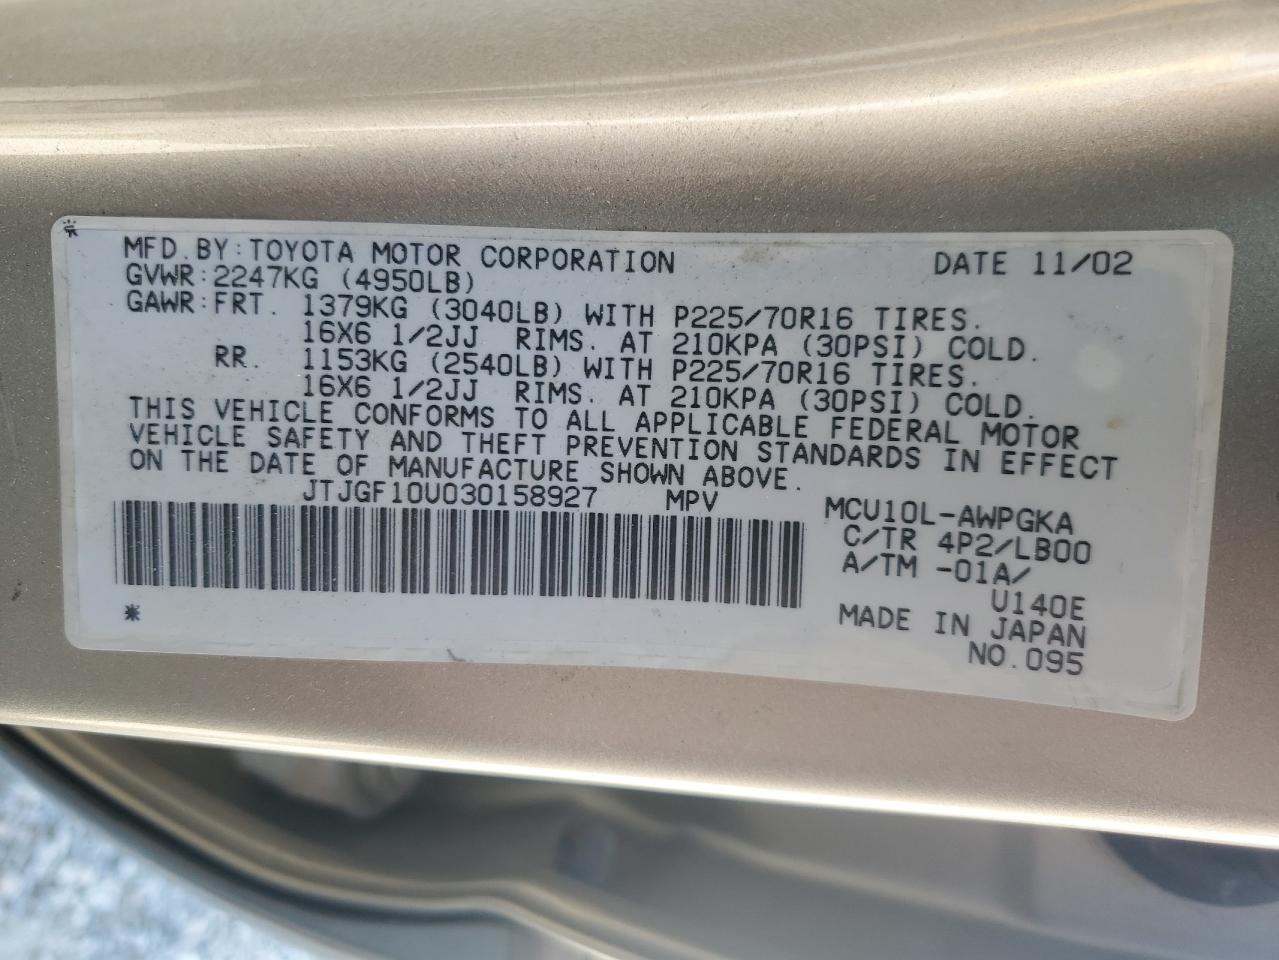 MFD.BY:TOYOTA MOTOR CORPORATION DATE 11/02
GVWR:2247KG (4950LB)
GAWR:FRT. 1379KG (3040LB) WITH P225/70R16 TIRES.
16X6 1/2JJ RIMS. AT 210KPA (30PSI) COLD.
RR. 1153KG (2540LB) WITH P225/70R16 TIRES.
16X6 1/2JJ RIMS. AT 210KPA (30PSI) COLD.
THIS VEHICLE CONFORMS TO ALL APPLICABLE FEDERAL MOTOR
VEHICLE SAFETY AND THEFT PREVENTION STANDARDS IN EFFECT
ON THE DATE OF MANUFACTURE SHOWN ABOVE.
JTJGF10U030158927 MPV
MCU10L-AWPGKA
C/TR 4P2/LB00
A/TM -01A/
U140E
MADE IN JAPAN
NO.095